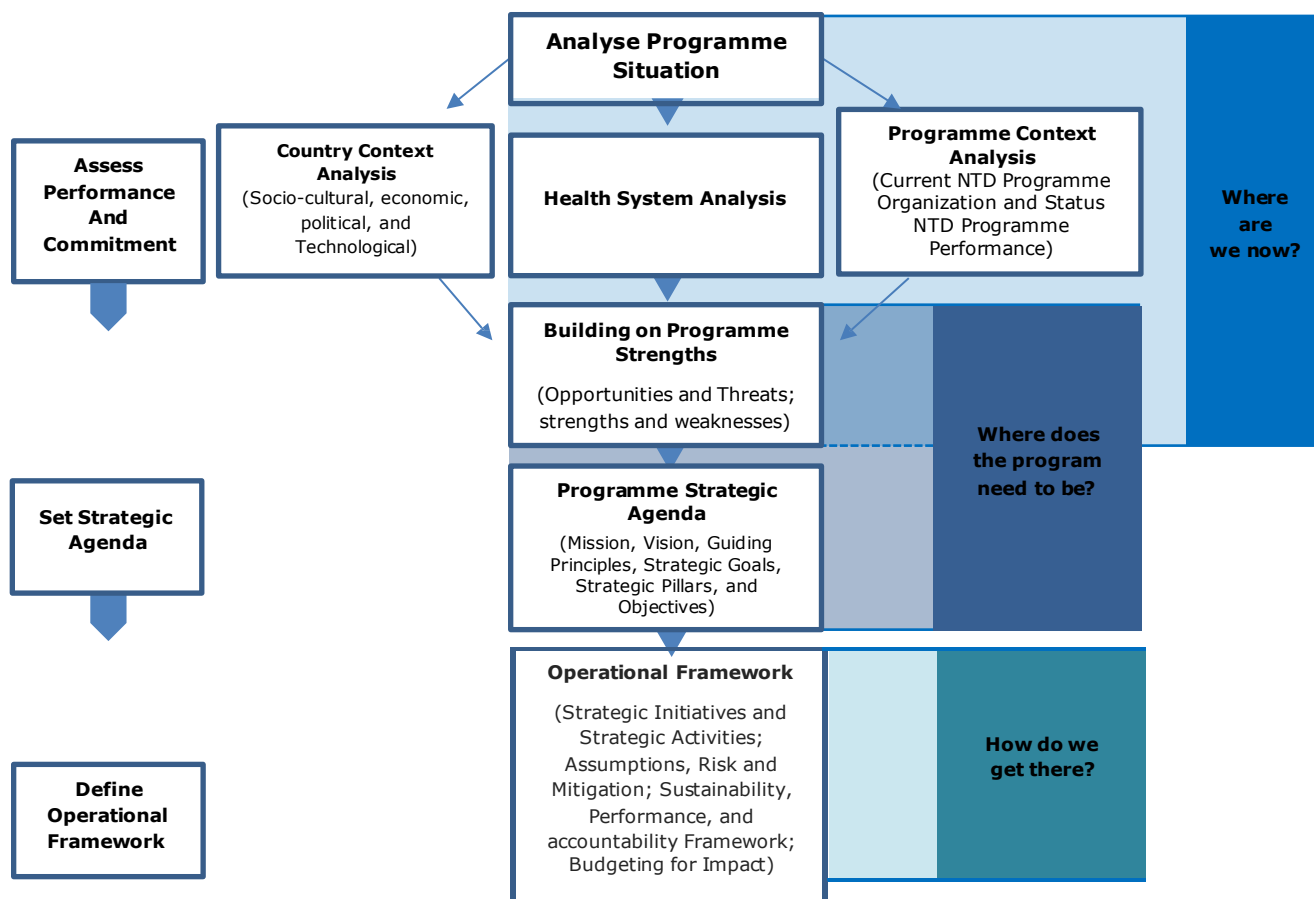 Analyse Programme
Situation
Assess
Performance
And
Commitment
Country Context
Analysis
(Socio-cultural, economic,
political, and
Technological)
Health System Analysis
Programme Context
Analysis
(Current NTD Programme
Organization and Status
NTD Programme
Performance)
Where
are
we now?
Building on Programme
Strengths
(Opportunities and Threats;
strengths and weaknesses)
Where does
the program
need to be?
Set Strategic
Agenda
Programme Strategic
Agenda
(Mission, Vision, Guiding
Principles, Strategic Goals,
Strategic Pillars, and
Objectives)
Define
Operational
Framework
Operational Framework
(Strategic Initiatives and
Strategic Activities;
Assumptions, Risk and
Mitigation; Sustainability,
Performance, and
accountability Framework;
Budgeting for Impact)
How do we
get there?